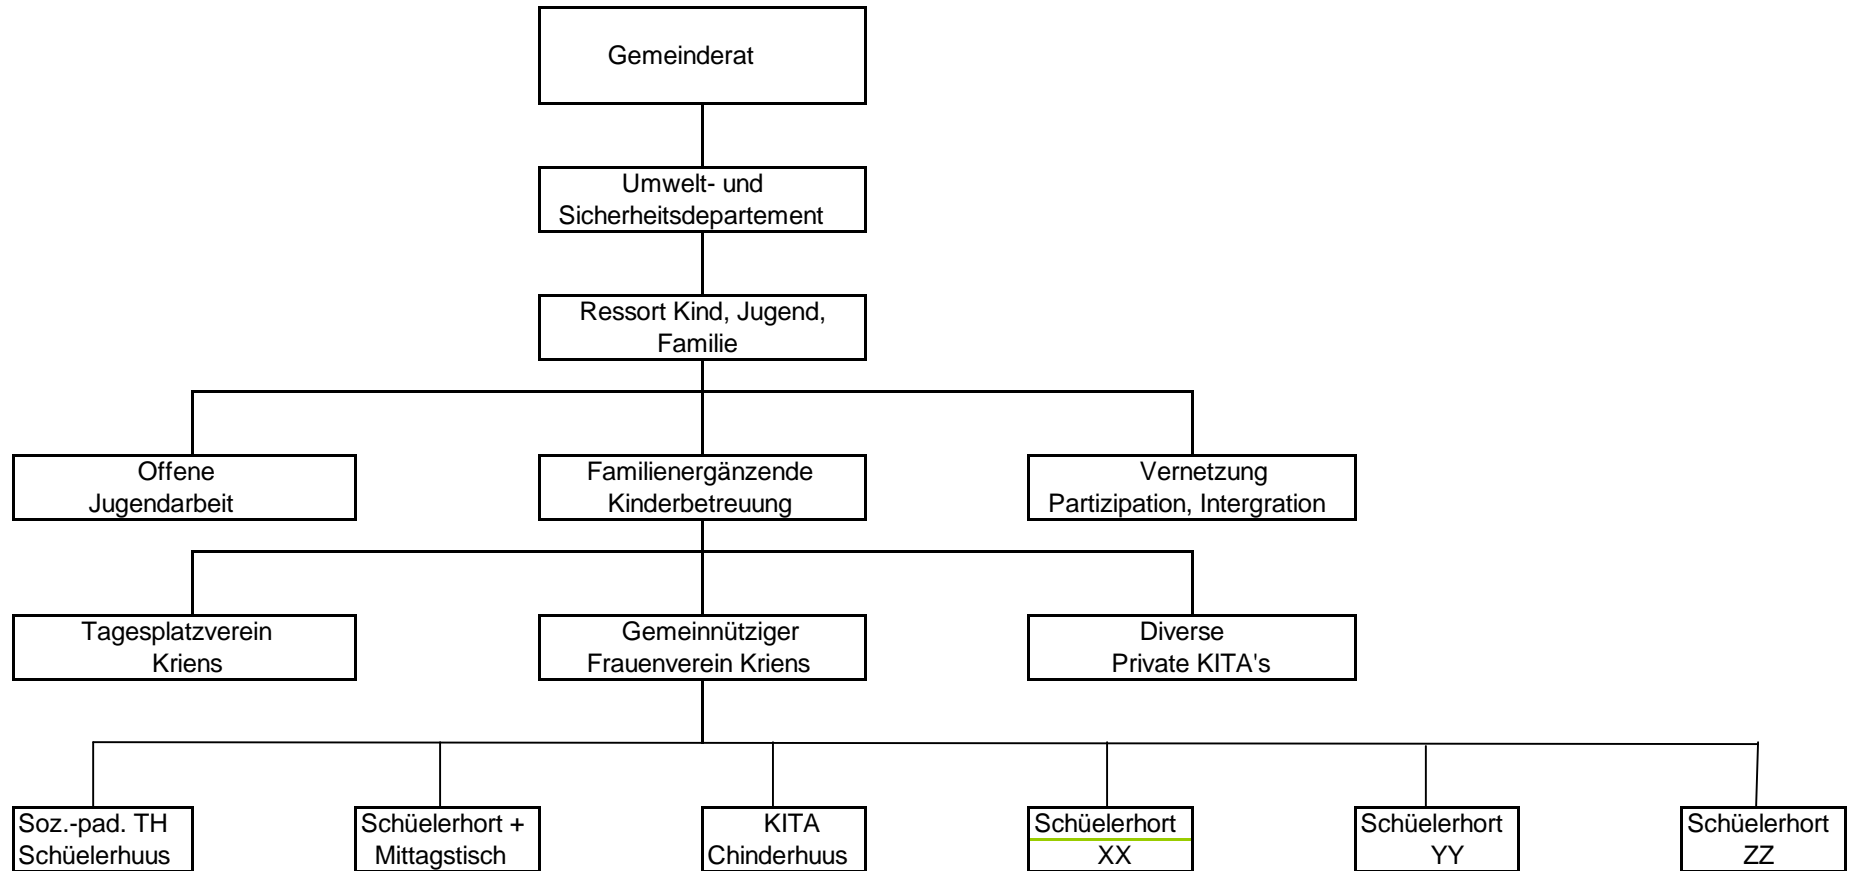 Gemeinderat
Umwelt- und
Sicherheitsdepartement
Ressort Kind, Jugend,
Familie
Offene
Jugendarbeit
Familienergänzende
Kinderbetreuung
Vernetzung
Partizipation, Intergration
Tagesplatzverein
Kriens
Gemeinnütziger
Frauenverein Kriens
Diverse
Private KITA's
Soz.-pad. TH
Schüelerhuus
Schüelerhort +
Mittagstisch
KITA
Chinderhuus
Schüelerhort
XX
Schüelerhort
YY
Schüelerhort
ZZ